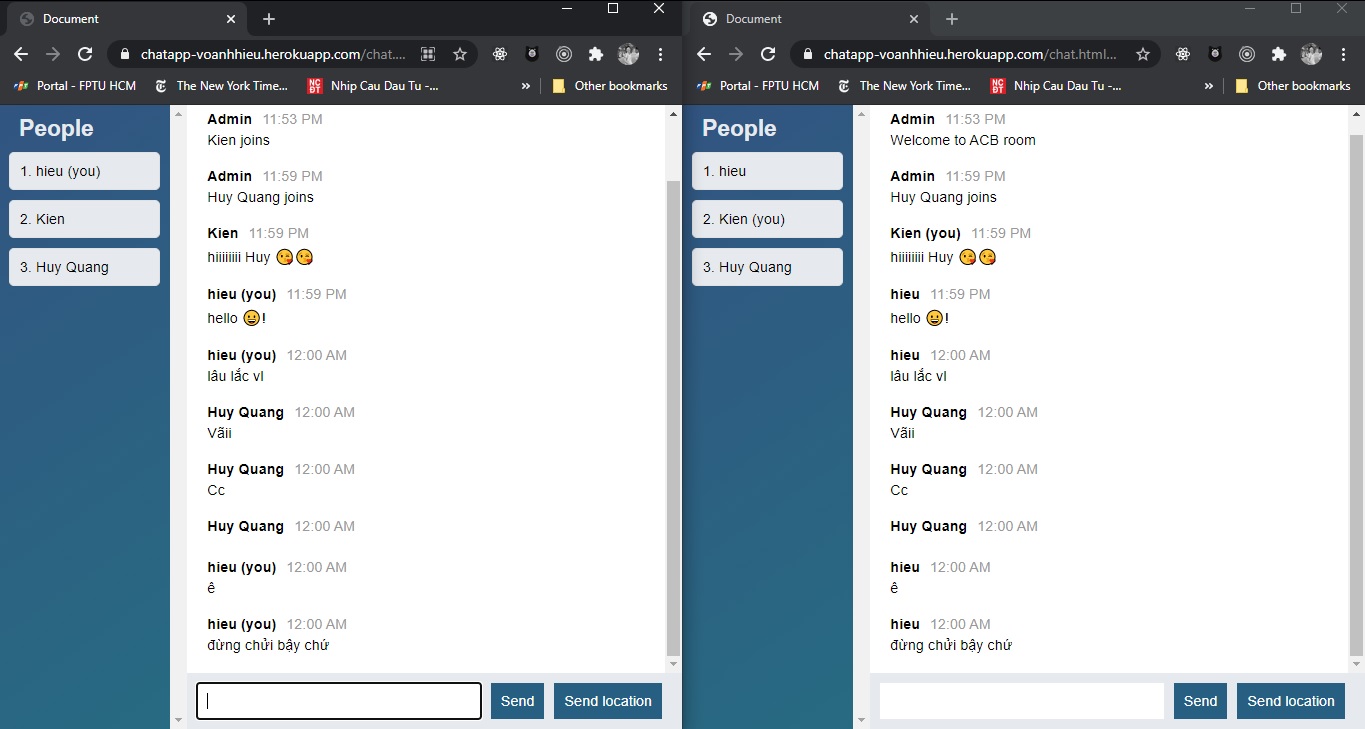 Document
chatapp-voanhhieu.herokuapp.com/chat....
Portal - FPTU HCM
The New York Time...
NC
ĐT
Nhip Cau Dau Tu -...
»
Other bookmarks
People
1. hieu (you)
2. Kien
3. Huy Quang
Admin 11:53 PM
Kien joins
Admin 11:59 PM
Huy Quang joins
Kien 11:59 PM
hiiiiiiii Huy 😘😘
hieu (you) 11:59 PM
hello 😀!
hieu (you) 12:00 AM
lâu lắc vl
Huy Quang 12:00 AM
Vãii
Huy Quang 12:00 AM
Cc
Huy Quang 12:00 AM
hieu (you) 12:00 AM
ê
hieu (you) 12:00 AM
đừng chửi bậy chứ
Send
Send location
Document
chatapp-voanhhieu.herokuapp.com/chat.html...
Portal - FPTU HCM
The New York Time...
NC
ĐT
Nhip Cau Dau Tu -...
»
Other bookmarks
People
1. hieu
2. Kien (you)
3. Huy Quang
Admin 11:53 PM
Welcome to ACB room
Admin 11:59 PM
Huy Quang joins
Kien (you) 11:59 PM
hiiiiiiii Huy 😘😘
hieu 11:59 PM
hello 😀!
hieu 12:00 AM
lâu lắc vl
Huy Quang 12:00 AM
Vãii
Huy Quang 12:00 AM
Cc
Huy Quang 12:00 AM
hieu 12:00 AM
ê
hieu 12:00 AM
đừng chửi bậy chứ
Send
Send location